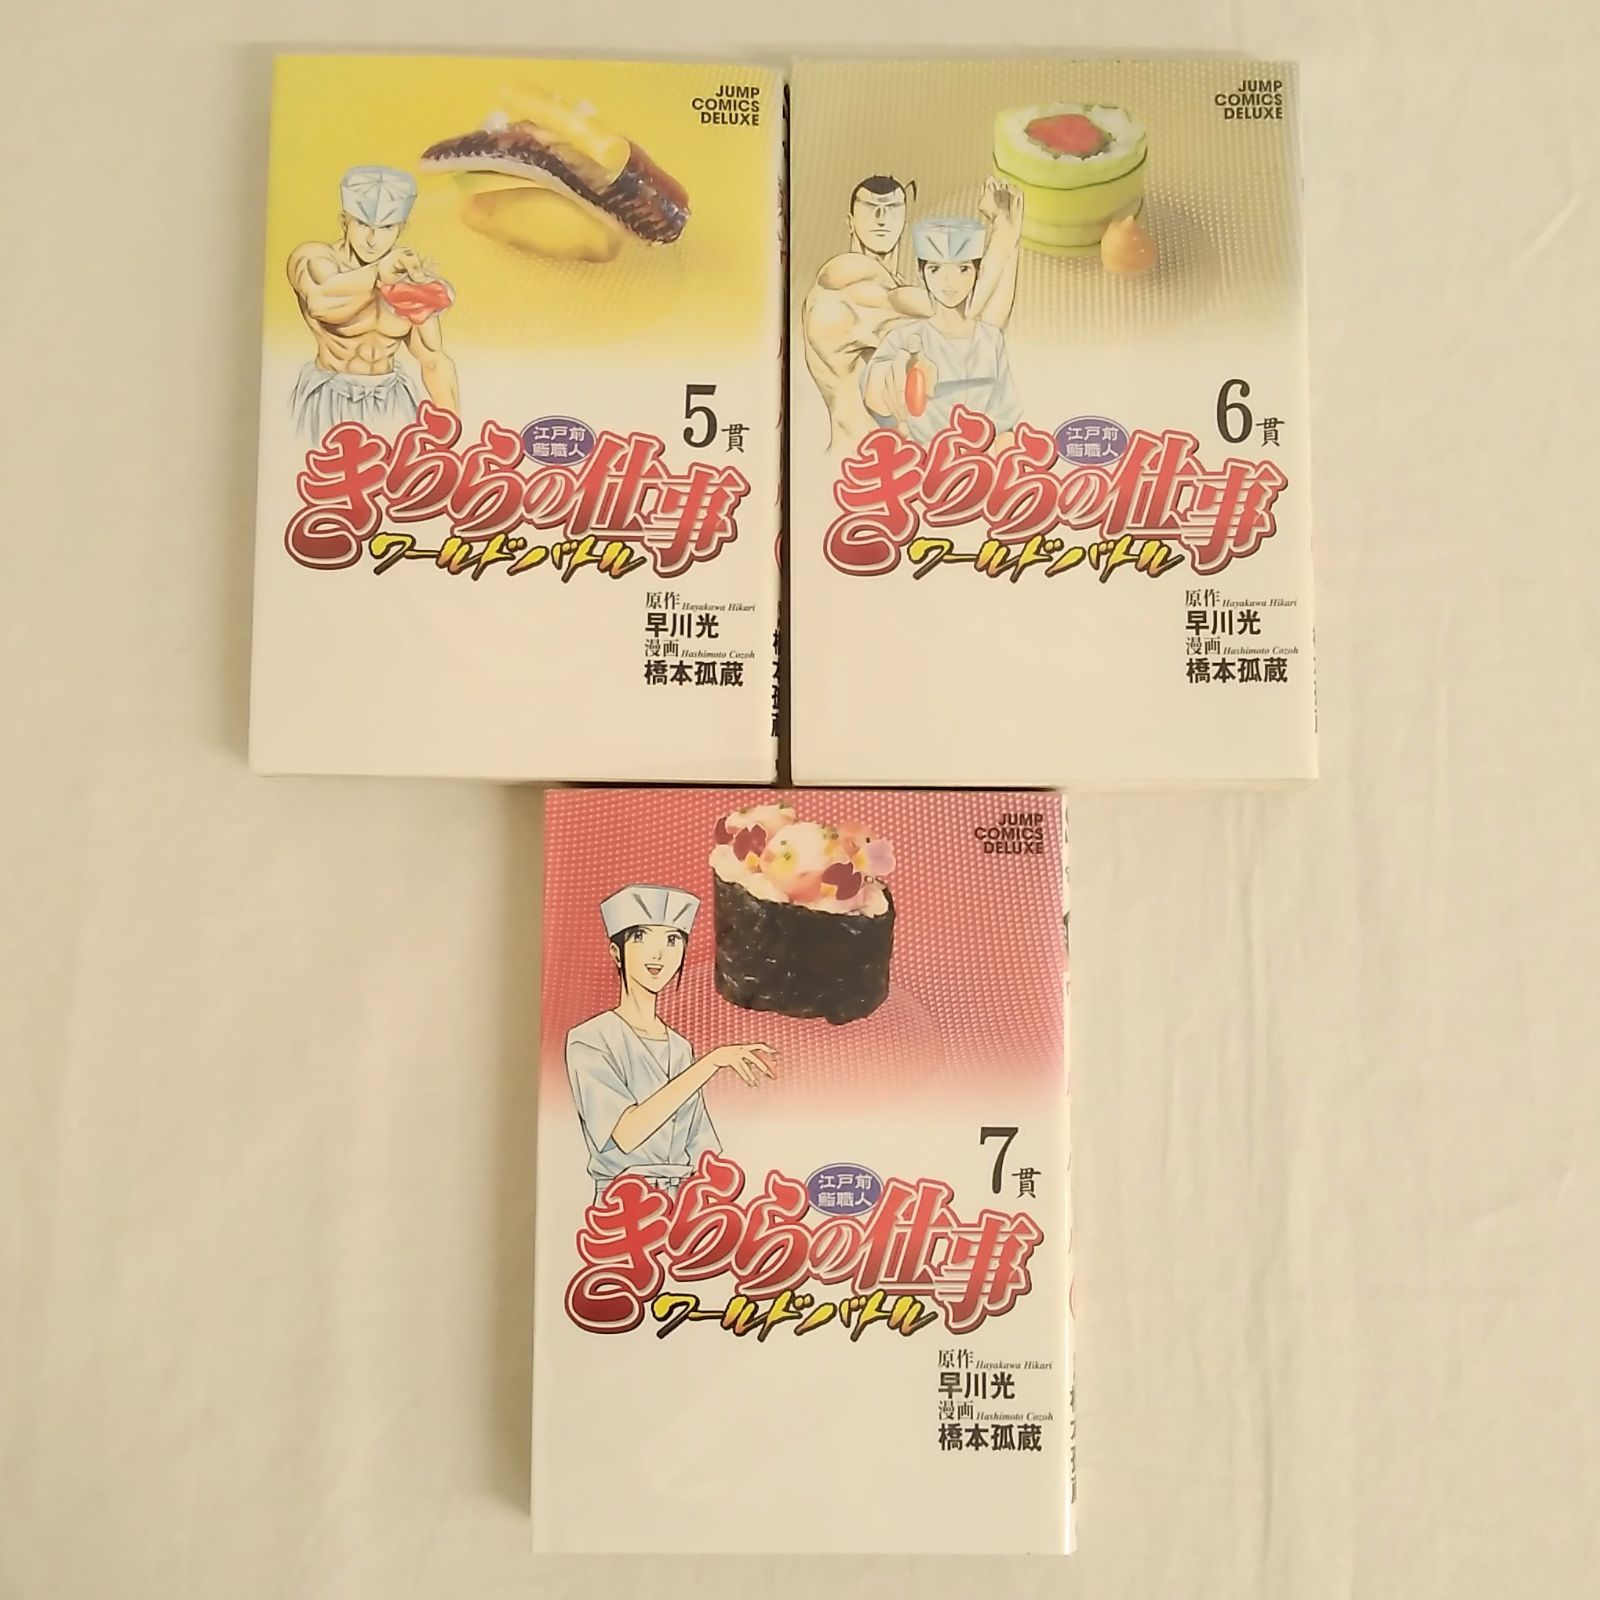 JUMP
COMICS
DELUXE
5貫
江戸前
鮨職人
きららの仕事
ワールドバトル
原作 Hayakawa Hikari
早川光
漫画 Hashimoto Cozoh
橋本孤蔵
橋本孤蔵
JUMP
COMICS
DELUXE
6貫
江戸前
鮨職人
きららの仕事
ワールドバトル
原作 Hayakawa Hikari
早川光
漫画 Hashimoto Cozoh
橋本孤蔵
JUMP
COMICS
DELUXE
7貫
江戸前
鮨職人
きららの仕事
ワールドバトル
原作 Hayakawa Hikari
早川光
漫画 Hashimoto Cozoh
橋本孤蔵